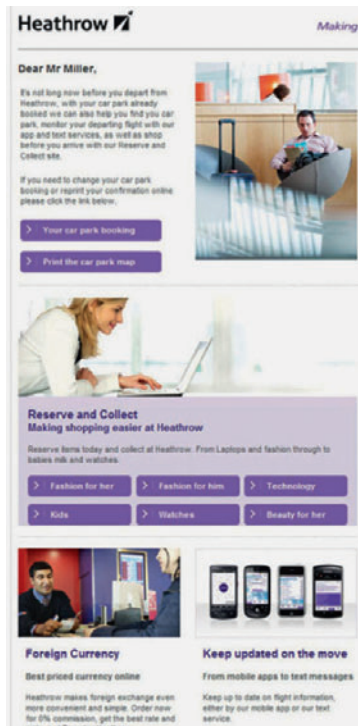 Heathrow
Making
Dear Mr Miller,
It's not long now before you depart from
Heathrow, with your car park already
booked we can also help you find you car
park, monitor your departing flight with our
app and text services, as well as shop
before you arrive with our Reserve and
Collect site.
If you need to change your car park
booking or reprint your confirmation online
please click the link below.
> Your car park booking
> Print the car park map
Reserve and Collect
Making shopping easier at Heathrow
Reserve items today and collect at Heathrow. From Laptops and fashion through to
babies milk and watches.
> Fashion for her
> Fashion for him
> Technology
> Kids
> Watches
> Beauty for her
Foreign Currency
Best priced currency online
Heathrow makes foreign exchange even
more convenient and simple. Order now
for 0% commission, get the best rate and
Keep updated on the move
From mobile apps to text messages
Keep up to date on flight information,
either by our mobile app or our text
service.